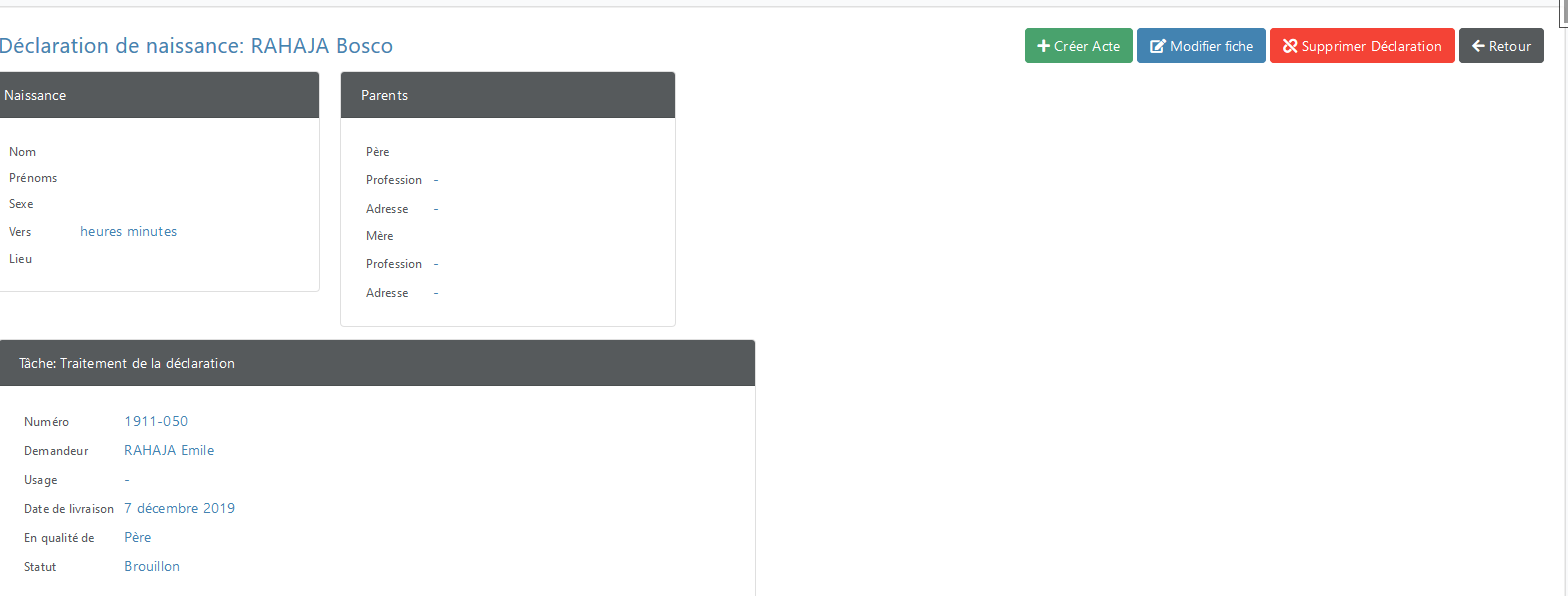 Déclaration de naissance: RAHAJA Bosco
Créer Acte
Modifier fiche
Supprimer Déclaration
Retour
Naissance
Nom
Prénoms
Sexe
Vers heures minutes
Lieu
Parents
Père
Profession -
Adresse -
Mère
Profession -
Adresse -
Tâche: Traitement de la déclaration
Numéro 1911-050
Demandeur RAHAJA Emile
Usage -
Date de livraison 7 décembre 2019
En qualité de Père
Statut Brouillon